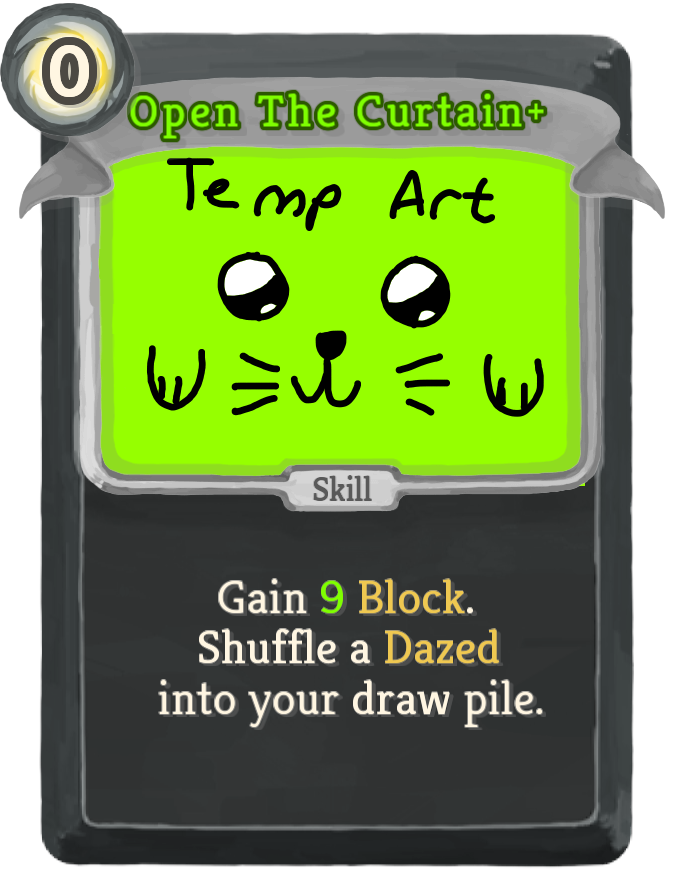 0
Open The Curtain+
Temp Art
Skill
Gain 9 Block.
Shuffle a Dazed
into your draw pile.